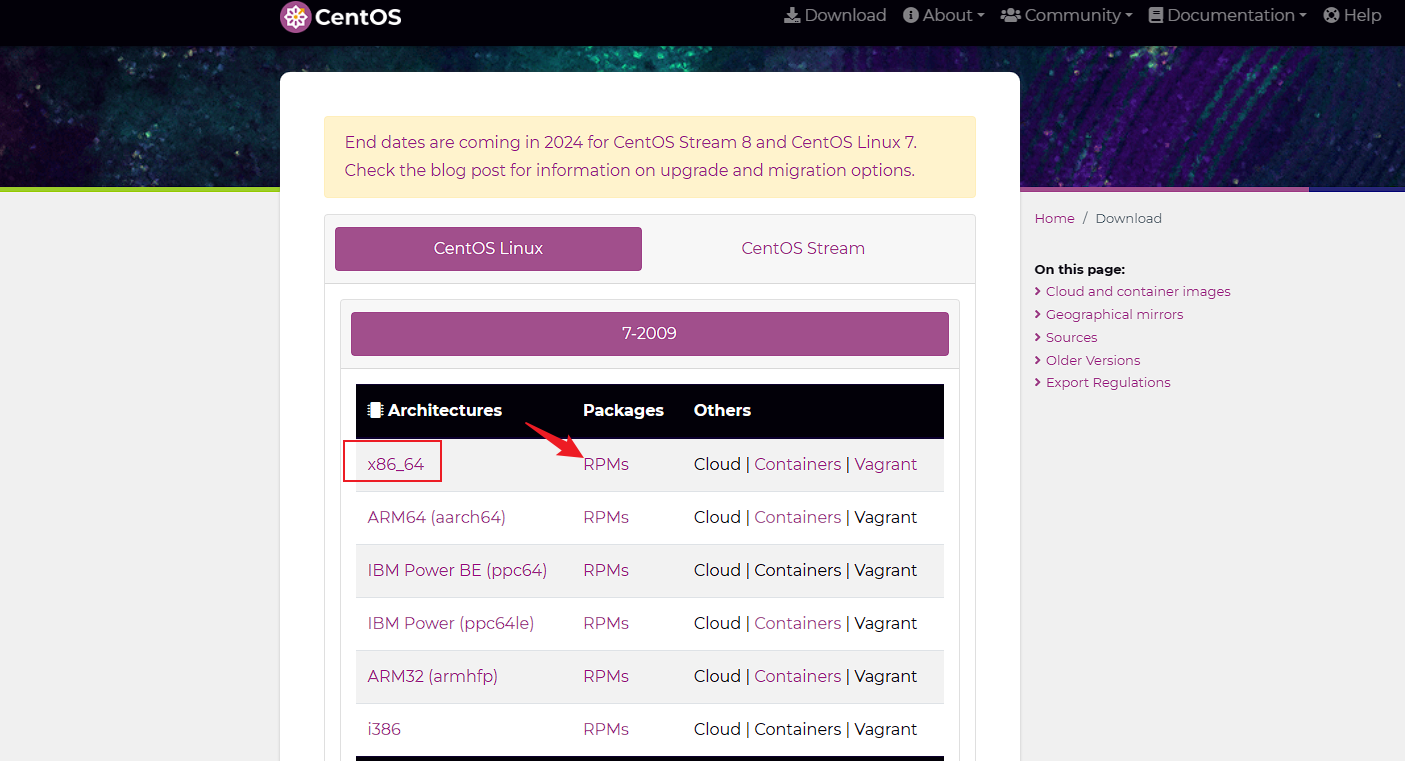 CentOS
Download About Community Documentation Help
End dates are coming in 2024 for CentOS Stream 8 and CentOS Linux 7.
Check the blog post for information on upgrade and migration options.
CentOS Linux CentOS Stream
7-2009
Architectures Packages Others
x86_64 RPMs Cloud | Containers | Vagrant
ARM64 (aarch64) RPMs Cloud | Containers | Vagrant
IBM Power BE (ppc64) RPMs Cloud | Containers | Vagrant
IBM Power (ppc64le) RPMs Cloud | Containers | Vagrant
ARM32 (armhfp) RPMs Cloud | Containers | Vagrant
i386 RPMs Cloud | Containers | Vagrant
Home / Download
On this page:
Cloud and container images
Geographical mirrors
Sources
Older Versions
Export Regulations